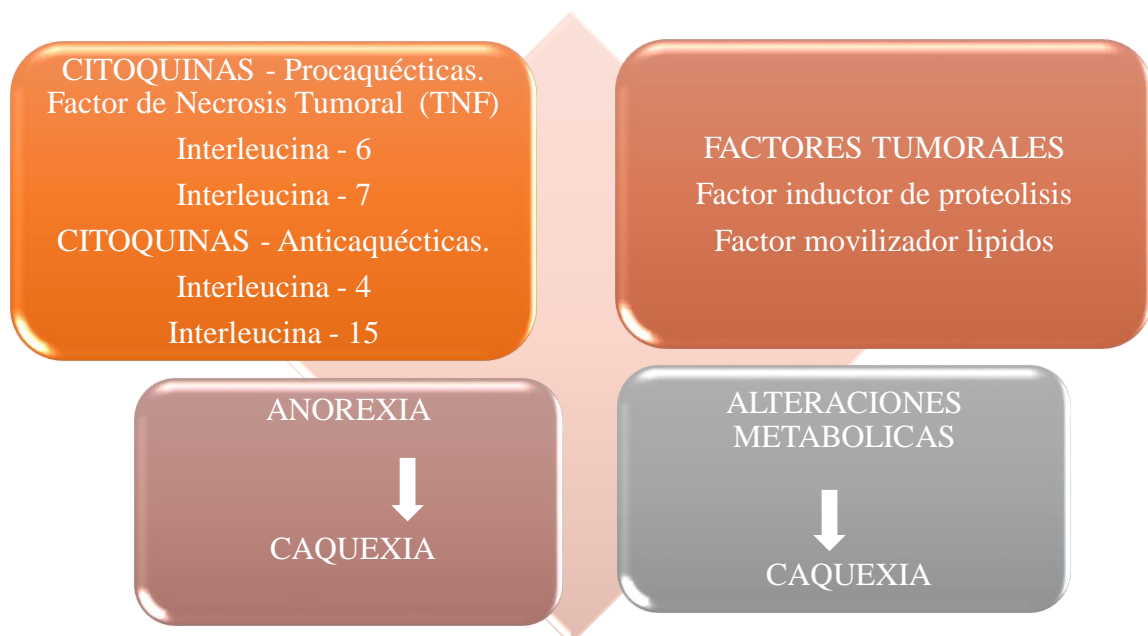 CITOQUINAS - Procaquécticas.
Factor de Necrosis Tumoral (TNF)
Interleucina - 6
Interleucina - 7
CITOQUINAS - Anticaquécticas.
Interleucina - 4
Interleucina - 15
FACTORES TUMORALES
Factor inductor de proteolisis
Factor movilizador lipidos
ANOREXIA
CAQUEXIA
ALTERACIONES
METABOLICAS
CAQUEXIA